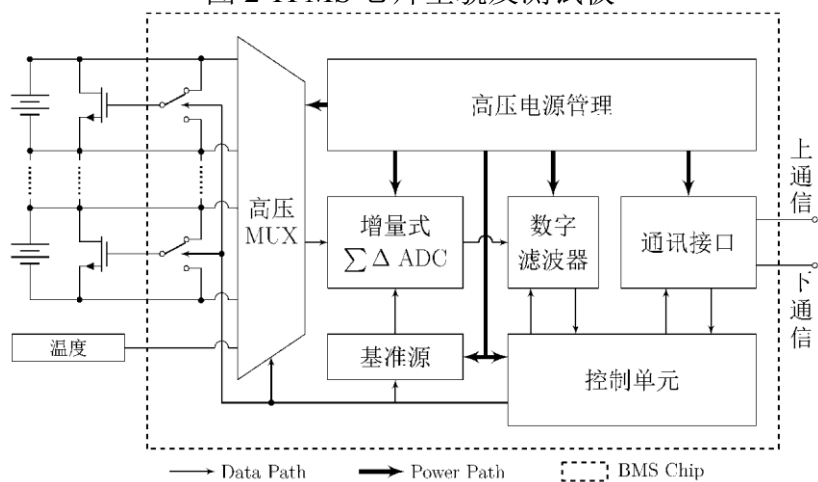 高压电源管理
上通信
高压
MUX
增量式
∑ Δ ADC
数字
滤波器
通讯接口
下通信
温度
基准源
控制单元
Data Path
Power Path
BMS Chip